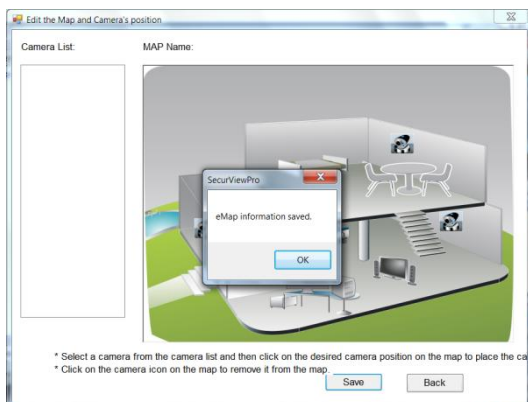 Edit the Map and Camera's position
Camera List:
MAP Name:
SecurViewPro
eMap information saved.
OK
* Select a camera from the camera list and then click on the desired camera position on the map to place the ca
* Click on the camera icon on the map to remove it from the map.
Save
Back